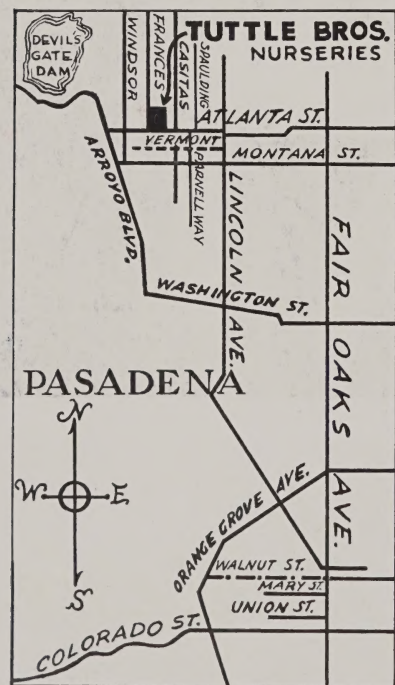 DEVIL'S
GATE
DAM
WINDSOR
FRANCES
CASITAS
SPAULDING
TUTTLE BROS.
NURSERIES
ATLANTA ST.
VERMONT
MONTANA ST.
PARNELL WAY
ARROYO BLVD.
LINCOLN AVE.
WASHINGTON ST.
FAIR OAKS AVE.
PASADENA
N
W
E
S
ORANGE GROVE AVE.
WALNUT ST.
MARY ST.
UNION ST.
COLORADO ST.